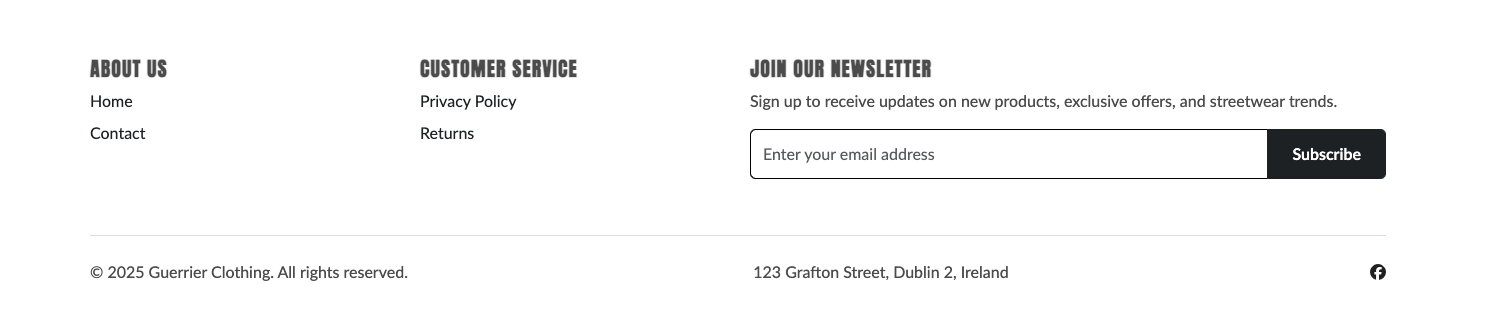 ABOUT US
Home
Contact
CUSTOMER SERVICE
Privacy Policy
Returns
JOIN OUR NEWSLETTER
Sign up to receive updates on new products, exclusive offers, and streetwear trends.
Enter your email address
Subscribe
© 2025 Guerrier Clothing. All rights reserved.
123 Grafton Street, Dublin 2, Ireland